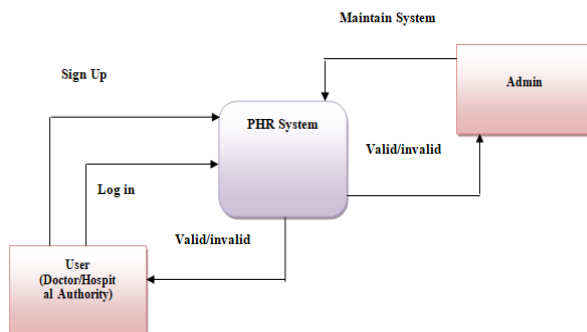 Maintain System
Sign Up
Admin
PHR System
Valid/invalid
Log in
Valid/invalid
User
(Doctor/Hospit
al Authority)